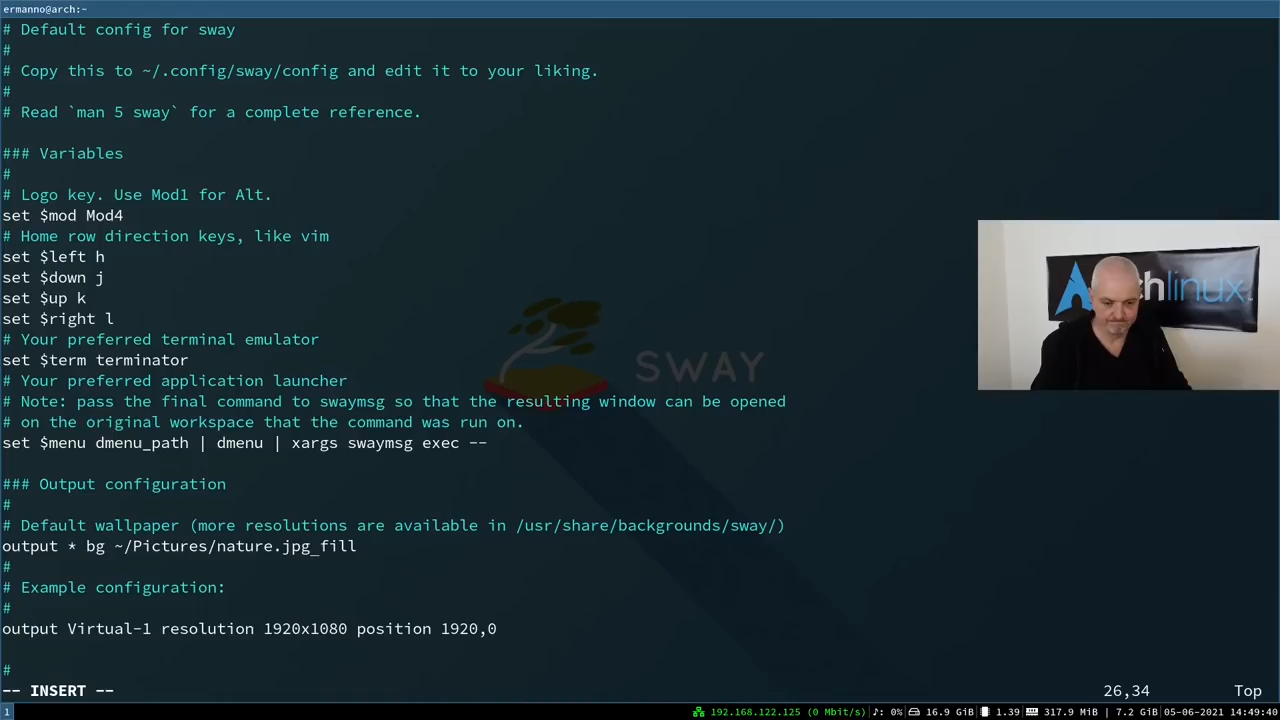 ermanno@arch:~
# Default config for sway
#
# Copy this to ~/.config/sway/config and edit it to your liking.
#
# Read `man 5 sway` for a complete reference.
### Variables
#
# Logo key. Use Mod1 for Alt.
set $mod Mod4
# Home row direction keys, like vim
set $left h
set $down j
set $up k
set $right l
# Your preferred terminal emulator
set $term terminator
# Your preferred application launcher
# Note: pass the final command to swaymsg so that the resulting window can be opened
# on the original workspace that the command was run on.
set $menu dmenu_path | dmenu | xargs swaymsg exec --
### Output configuration
#
# Default wallpaper (more resolutions are available in /usr/share/backgrounds/sway/)
output * bg ~/Pictures/nature.jpg_fill
#
# Example configuration:
#
output Virtual-1 resolution 1920x1080 position 1920,0
#
-- INSERT -- 26,34 Top
1 192.168.122.125 (0 Mbit/s) 0% 16.9 GiB 1.39 317.9 MiB 7.2 GiB 05-06-2021 14:49:40
SWAY
chlinux